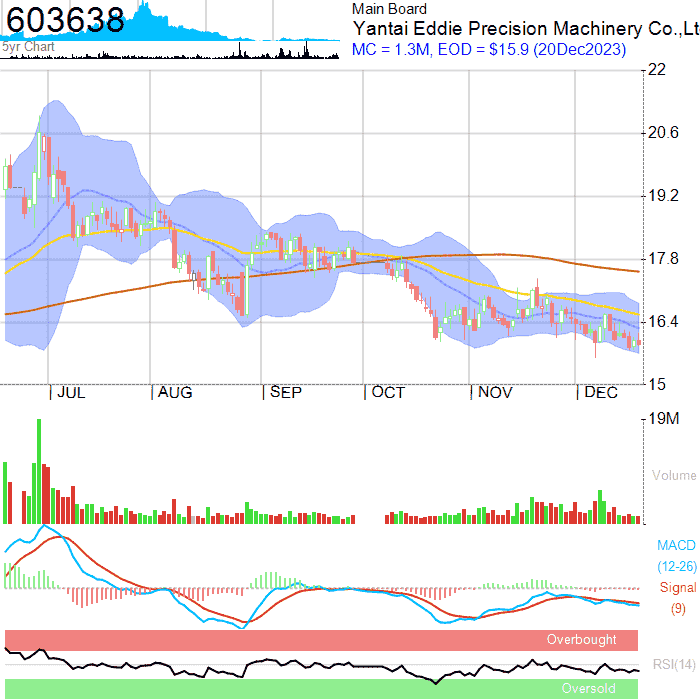 603638
5yr Chart
Main Board
Yantai Eddie Precision Machinery Co.,Lt
MC = 1.3M, EOD = $15.9 (20Dec2023)
22
20.6
19.2
17.8
16.4
15
JUL AUG SEP OCT NOV DEC
19M
Volume
MACD
(12-26)
Signal
(9)
Overbought
RSI(14)
Oversold